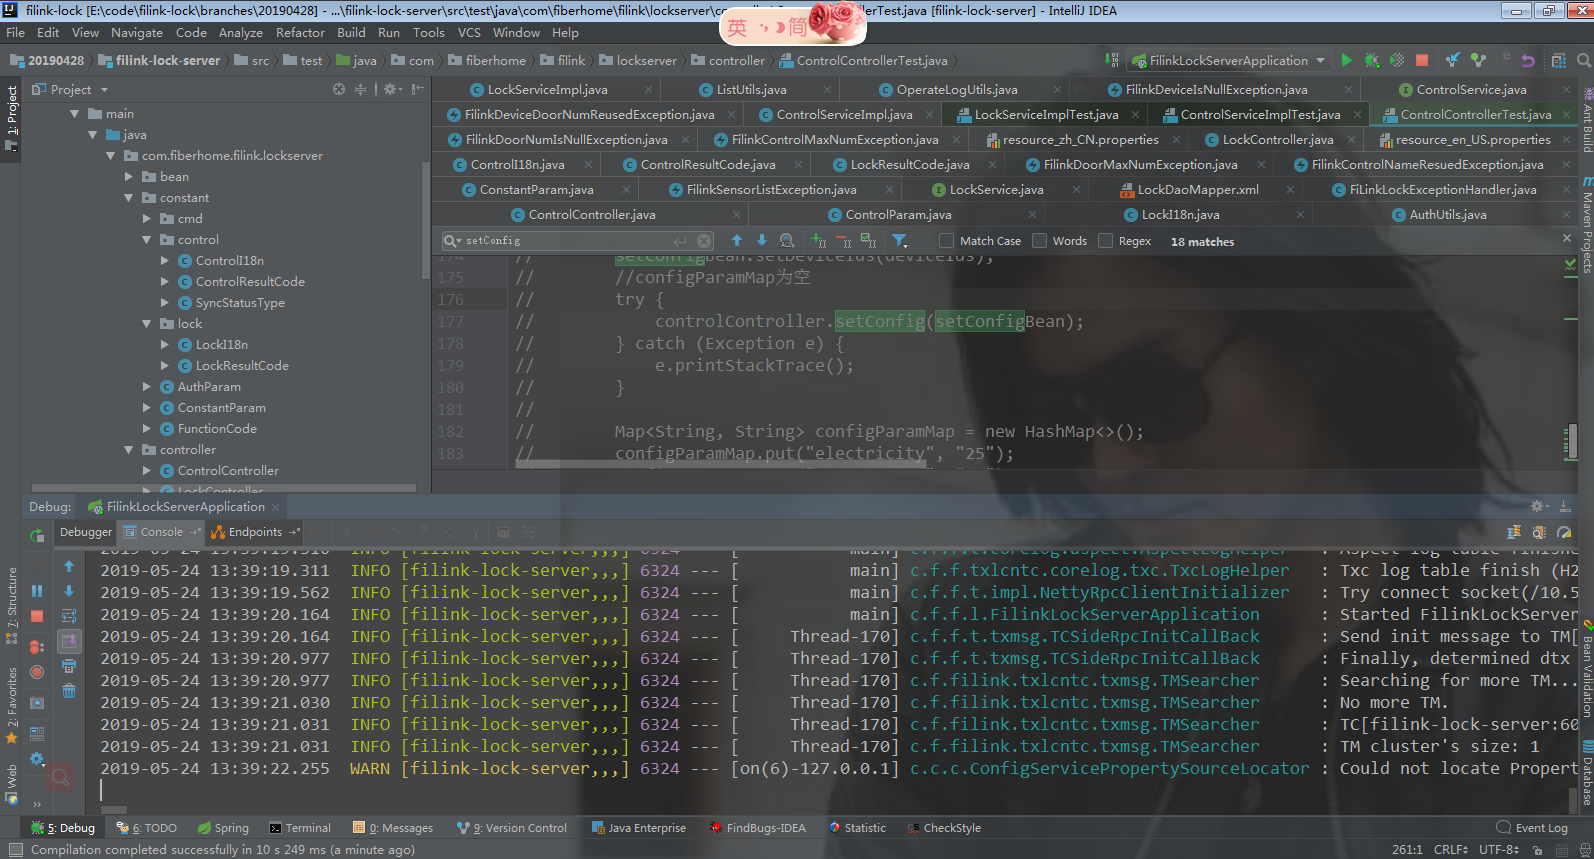 filink-lock [E:\code\filink-lock\branches\20190428] - ...\filink-lock-server\src\test\java\com\fiberhome\filink\lockserver\co llerTest.java [filink-lock-server] - IntelliJ IDEA
英 简
File Edit View Navigate Code Analyze Refactor Build Run Tools VCS Window Help
20190428 filink-lock-server src test java com fiberhome filink lockserver controller ControlControllerTest.java FilinkLockServerApplication
Project
LockServiceImpl.java ListUtils.java OperateLogUtils.java FilinkDeviceIsNullException.java ControlService.java
FilinkDeviceDoorNumReusedException.java ControlServiceImpl.java LockServiceImplTest.java ControlServiceImplTest.java ControlControllerTest.java
FilinkDoorNumIsNullException.java FilinkControlMaxNumException.java resource_zh_CN.properties LockController.java resource_en_US.properties
ControlI18n.java ControlResultCode.java LockResultCode.java FilinkDoorMaxNumException.java FilinkControlNameResuedException.java
ConstantParam.java FilinkSensorListException.java LockService.java LockDaoMapper.xml FiLinkLockExceptionHandler.java
ControlController.java ControlParam.java LockI18n.java AuthUtils.java
setConfig Match Case Words Regex 18 matches
main
java
com.fiberhome.filink.lockserver
bean
constant
cmd
control
ControlI18n
ControlResultCode
SyncStatusType
lock
LockI18n
LockResultCode
AuthParam
ConstantParam
FunctionCode
controller
ControlController
LockController
174 // setConfigBean.setDeviceIds(deviceIds);
175 // //configParamMap为空
176 // try {
177 // controlController.setConfig(setConfigBean);
178 // } catch (Exception e) {
179 // e.printStackTrace();
180 // }
181 //
182 // Map<String, String> configParamMap = new HashMap<>();
183 // configParamMap.put("electricity", "25");
1: Project
7: Structure
2: Favorites
Web
Ant Build
Maven Projects
Bean Validation
Database
Debug: FilinkLockServerApplication
Debugger Console Endpoints
2019-05-24 13:39:19.310 INFO [filink-lock-server,,,] 6324 --- [ main] c.f.f.t.corelog.aspect.AspectLogHelper : Aspect log table finishe
2019-05-24 13:39:19.311 INFO [filink-lock-server,,,] 6324 --- [ main] c.f.f.txlcntc.corelog.txc.TxcLogHelper : Txc log table finish (H2
2019-05-24 13:39:19.562 INFO [filink-lock-server,,,] 6324 --- [ main] c.f.f.t.impl.NettyRpcClientInitializer : Try connect socket(/10.5
2019-05-24 13:39:20.164 INFO [filink-lock-server,,,] 6324 --- [ main] c.f.f.l.FilinkLockServerApplication : Started FilinkLockServer
2019-05-24 13:39:20.164 INFO [filink-lock-server,,,] 6324 --- [ Thread-170] c.f.f.t.txmsg.TCSideRpcInitCallBack : Send init message to TM[
2019-05-24 13:39:20.977 INFO [filink-lock-server,,,] 6324 --- [ Thread-170] c.f.f.t.txmsg.TCSideRpcInitCallBack : Finally, determined dtx
2019-05-24 13:39:20.977 INFO [filink-lock-server,,,] 6324 --- [ Thread-170] c.f.filink.txlcntc.txmsg.TMSearcher : Searching for more TM...
2019-05-24 13:39:21.030 INFO [filink-lock-server,,,] 6324 --- [ Thread-170] c.f.filink.txlcntc.txmsg.TMSearcher : No more TM.
2019-05-24 13:39:21.031 INFO [filink-lock-server,,,] 6324 --- [ Thread-170] c.f.filink.txlcntc.txmsg.TMSearcher : TC[filink-lock-server:60
2019-05-24 13:39:21.031 INFO [filink-lock-server,,,] 6324 --- [ Thread-170] c.f.filink.txlcntc.txmsg.TMSearcher : TM cluster's size: 1
2019-05-24 13:39:22.255 WARN [filink-lock-server,,,] 6324 --- [on(6)-127.0.0.1] c.c.c.ConfigServicePropertySourceLocator : Could not locate Propert
5: Debug 6: TODO Spring Terminal 0: Messages 9: Version Control Java Enterprise FindBugs-IDEA Statistic CheckStyle Event Log
Compilation completed successfully in 10 s 249 ms (a minute ago) 261:1 CRLF UTF-8